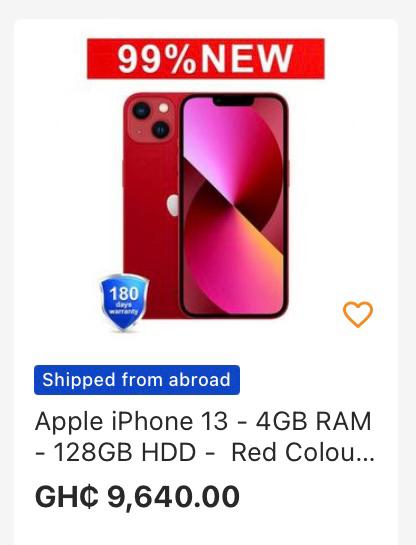 99%NEW
180
days
warranty
Shipped from abroad
Apple iPhone 13 - 4GB RAM
- 128GB HDD -  Red Colou...
GH₵ 9,640.00